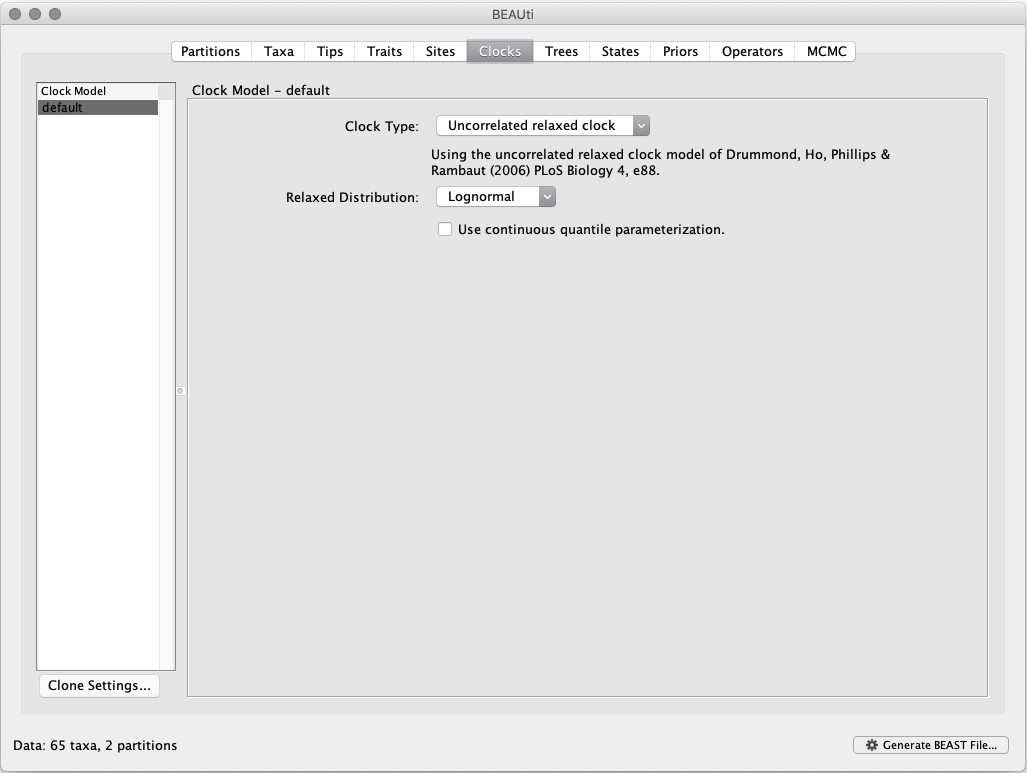 BEAUti
Partitions Taxa Tips Traits Sites Clocks Trees States Priors Operators MCMC
Clock Model
default
Clock Model – default
Clock Type: Uncorrelated relaxed clock
Using the uncorrelated relaxed clock model of Drummond, Ho, Phillips &
Rambaut (2006) PLoS Biology 4, e88.
Relaxed Distribution: Lognormal
Use continuous quantile parameterization.
Clone Settings...
Data: 65 taxa, 2 partitions
Generate BEAST File...